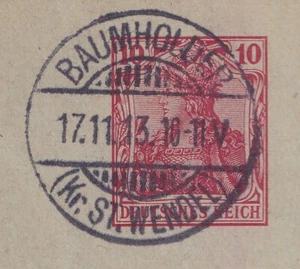 BAUMHOLDER
10
17.11.13.10-11V.
(Kr. ST. WENDEL)
DEUTSCHES REICH